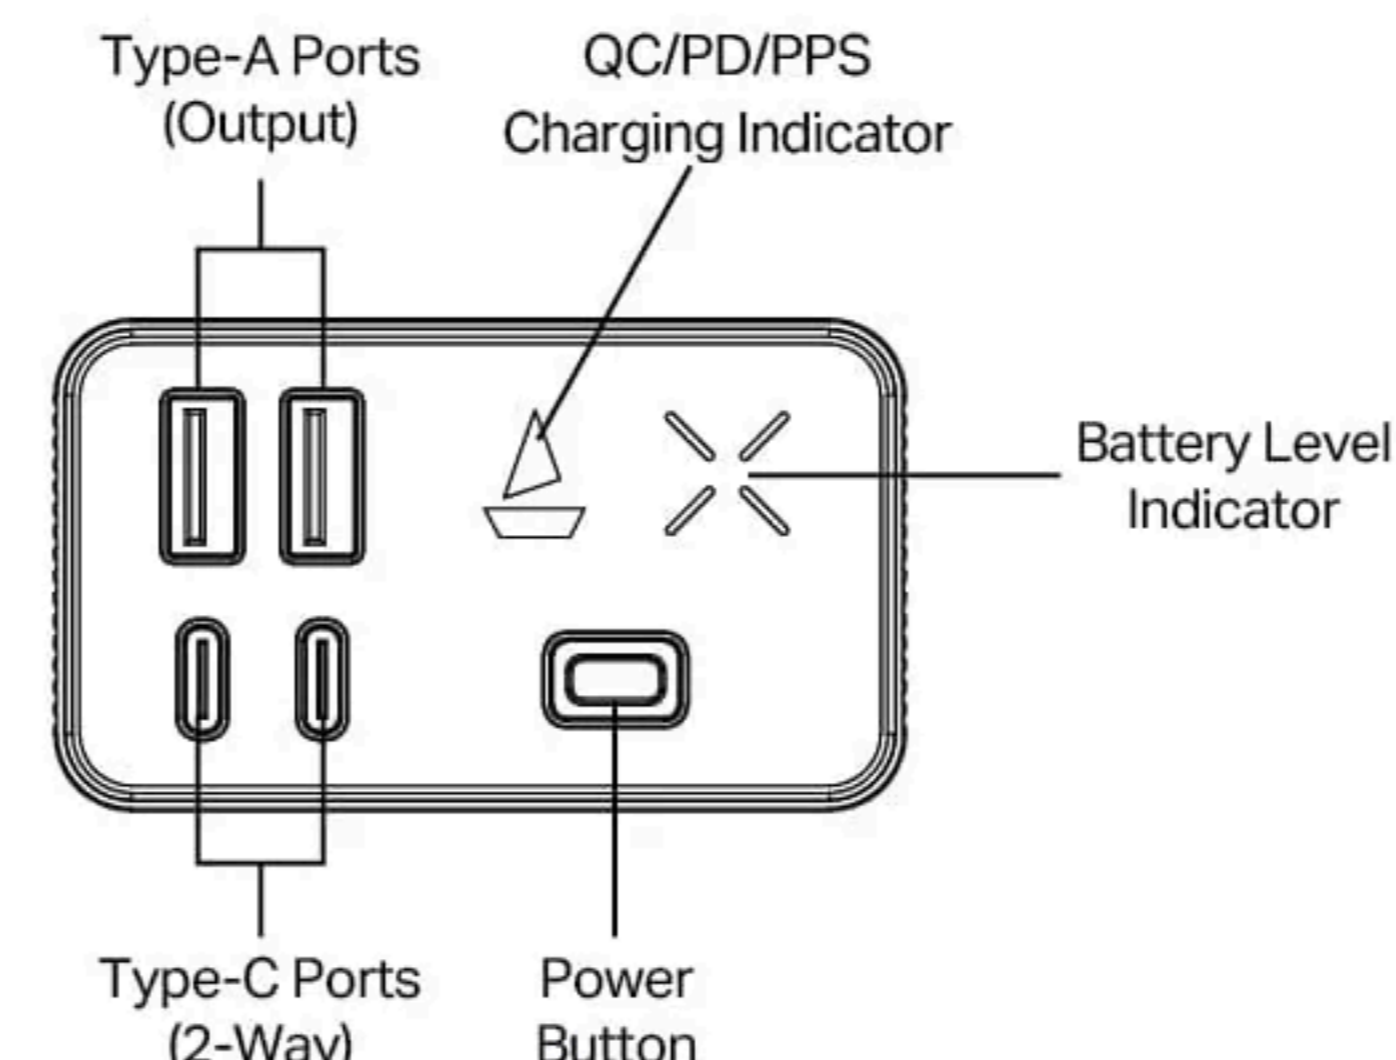 Type-A Ports
(Output)
QC/PD/PPS
Charging Indicator
Battery Level
Indicator
Type-C Ports
(2-Way)
Power
Button